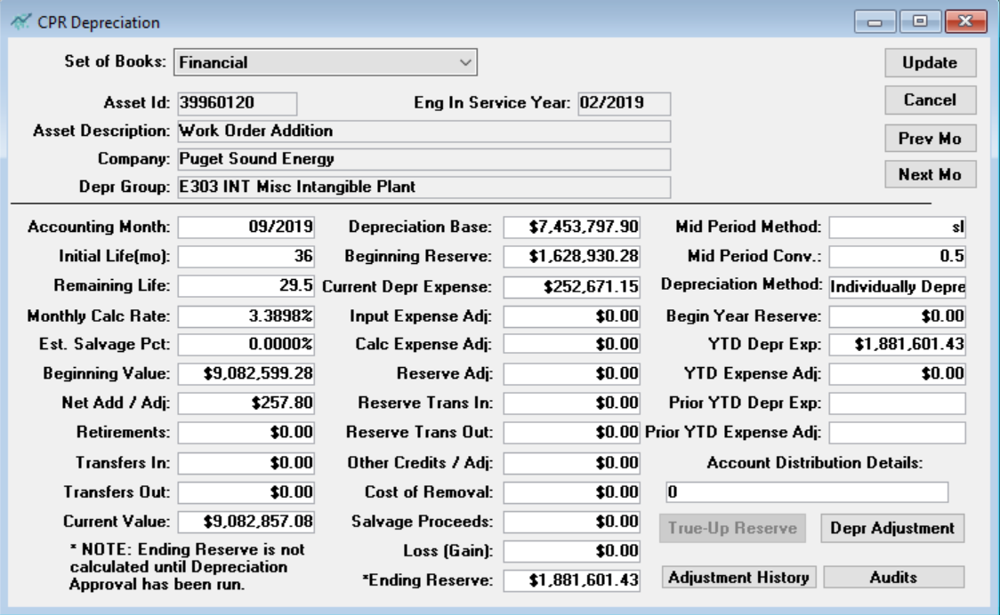 CPR Depreciation
Set of Books: Financial
Update
Asset Id: 39960120 Eng In Service Year: 02/2019
Cancel
Asset Description: Work Order Addition
Prev Mo
Company: Puget Sound Energy
Next Mo
Depr Group: E303 INT Misc Intangible Plant
Accounting Month: 09/2019 Depreciation Base: $7,453,797.90 Mid Period Method: sl
Initial Life(mo): 36 Beginning Reserve: $1,628,930.28 Mid Period Conv.: 0.5
Remaining Life: 29.5 Current Depr Expense: $252,671.15 Depreciation Method: Individually Depre
Monthly Calc Rate: 3.3898% Input Expense Adj: $0.00 Begin Year Reserve: $0.00
Est. Salvage Pct: 0.0000% Calc Expense Adj: $0.00 YTD Depr Exp: $1,881,601.43
Beginning Value: $9,082,599.28 Reserve Adj: $0.00 YTD Expense Adj: $0.00
Net Add / Adj: $257.80 Reserve Trans In: $0.00 Prior YTD Depr Exp:
Retirements: $0.00 Reserve Trans Out: $0.00 Prior YTD Expense Adj:
Transfers In: $0.00 Other Credits / Adj: $0.00 Account Distribution Details:
Transfers Out: $0.00 Cost of Removal: $0.00 0
Current Value: $9,082,857.08 Salvage Proceeds: $0.00 True-Up Reserve Depr Adjustment
* NOTE: Ending Reserve is not
calculated until Depreciation
Approval has been run.
Loss (Gain): $0.00
*Ending Reserve: $1,881,601.43 Adjustment History Audits